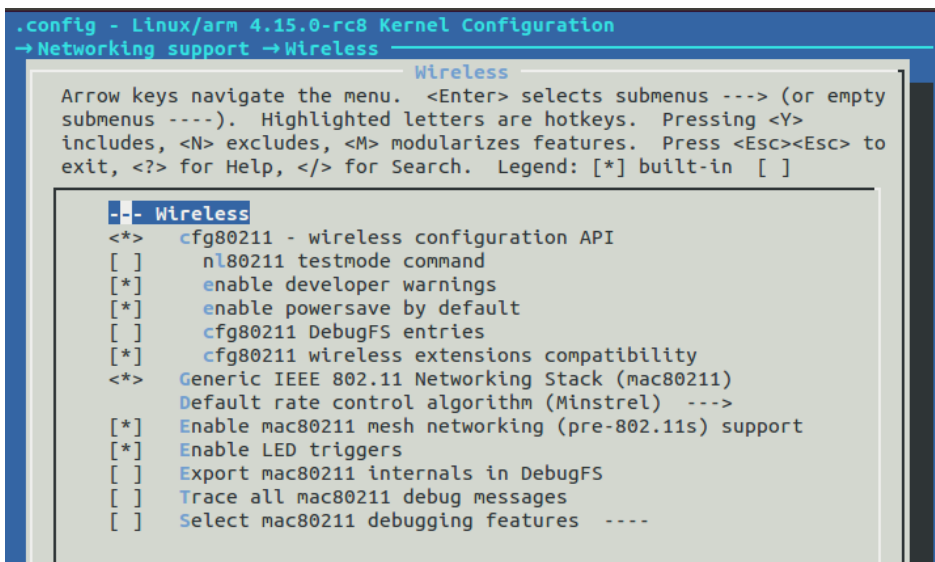 .config - Linux/arm 4.15.0-rc8 Kernel Configuration
→ Networking support → Wireless
Wireless
Arrow keys navigate the menu.  <Enter> selects submenus ---> (or empty
submenus ----).  Highlighted letters are hotkeys.  Pressing <Y>
includes, <N> excludes, <M> modularizes features.  Press <Esc><Esc> to
exit, <?> for Help, </> for Search.  Legend: [*] built-in  [ ]
--- Wireless
<*>   cfg80211 - wireless configuration API
[ ]     nl80211 testmode command
[*]     enable developer warnings
[*]     enable powersave by default
[ ]     cfg80211 DebugFS entries
[*]     cfg80211 wireless extensions compatibility
<*>   Generic IEEE 802.11 Networking Stack (mac80211)
Default rate control algorithm (Minstrel)  --->
[*]   Enable mac80211 mesh networking (pre-802.11s) support
[*]   Enable LED triggers
[ ]   Export mac80211 internals in DebugFS
[ ]   Trace all mac80211 debug messages
[ ]   Select mac80211 debugging features  ----